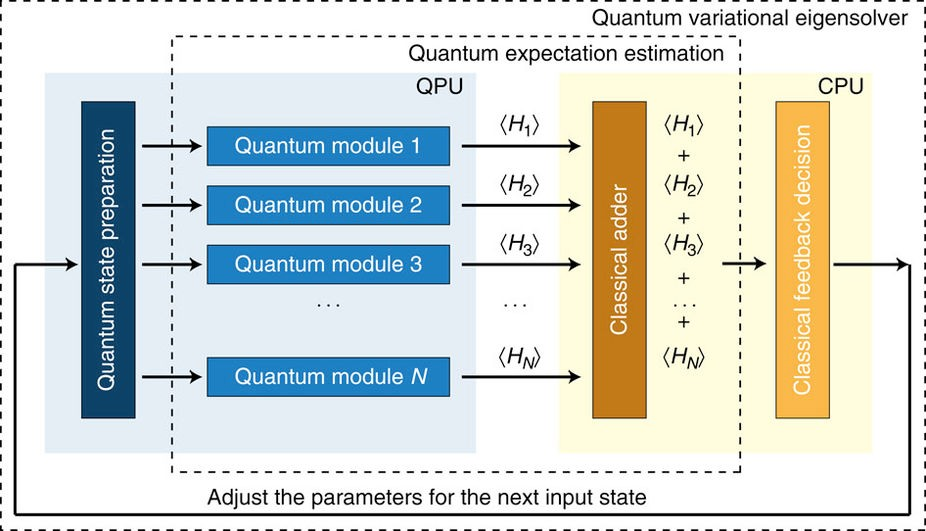 Quantum variational eigensolver
Quantum expectation estimation
QPU
CPU
Quantum state preparation
Quantum module 1
Quantum module 2
Quantum module 3
...
Quantum module N
⟨H₁⟩
⟨H₂⟩
⟨H₃⟩
...
⟨H_N⟩
Classical adder
⟨H₁⟩
+
⟨H₂⟩
+
⟨H₃⟩
+
...
+
⟨H_N⟩
Classical feedback decision
Adjust the parameters for the next input state